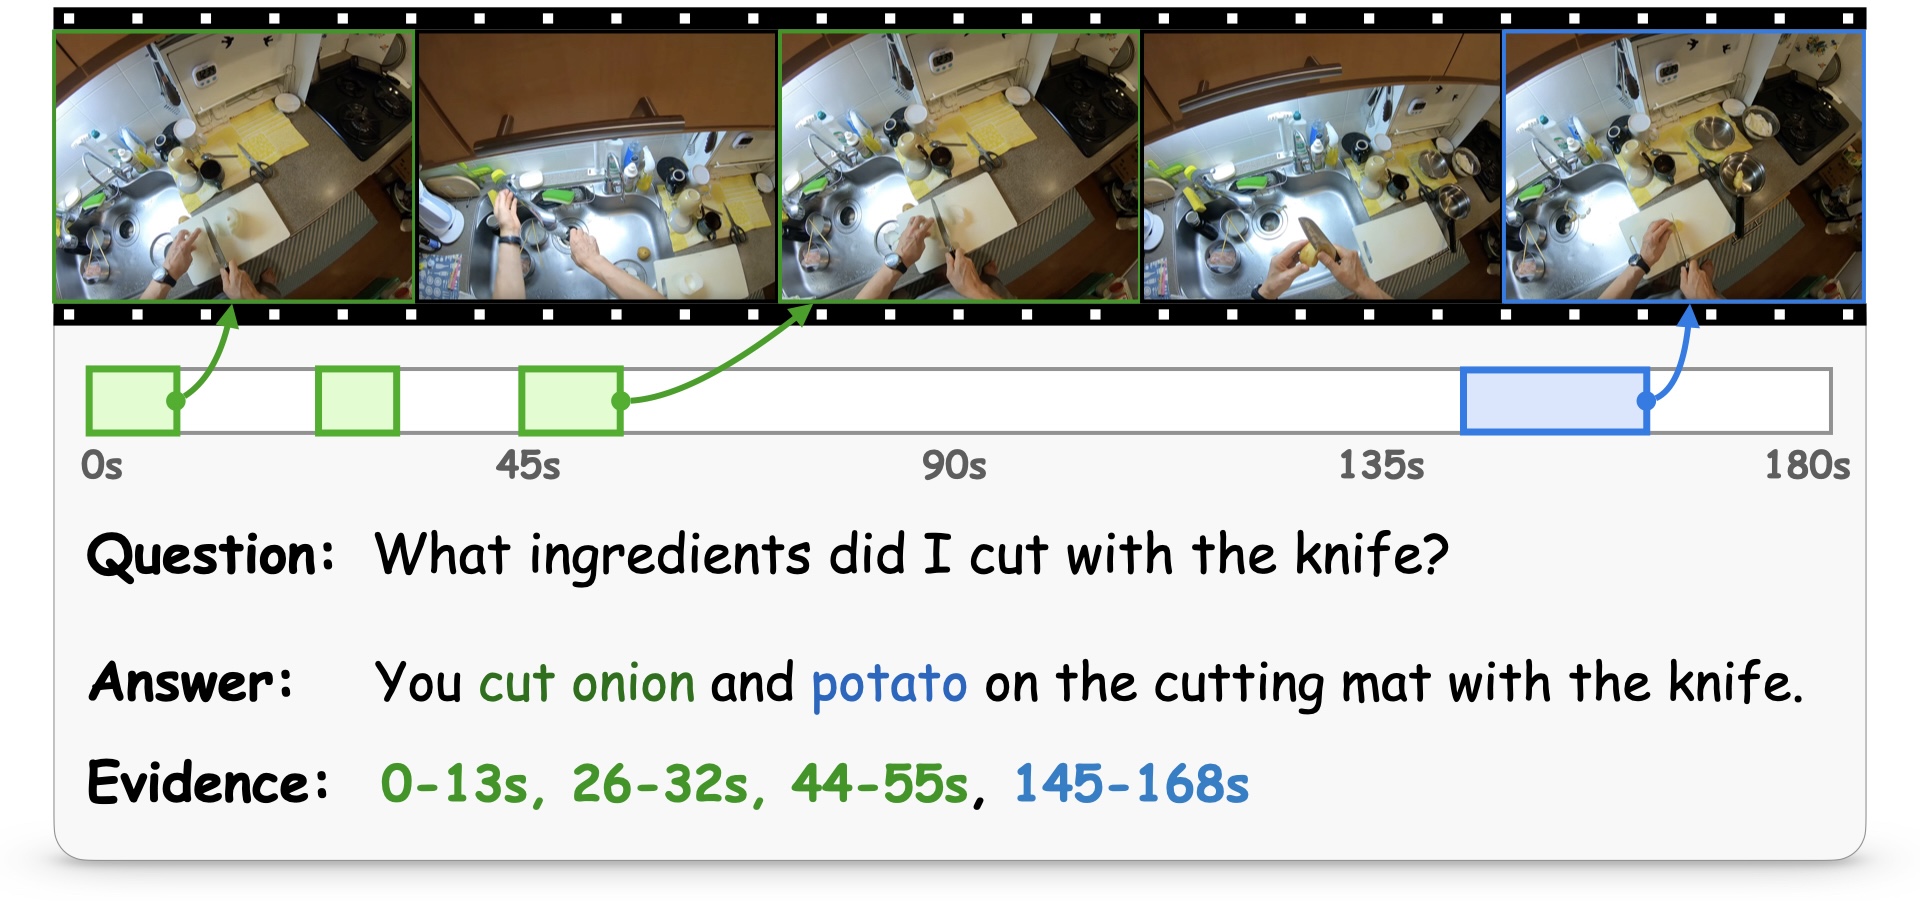 0s 45s 90s 135s 180s
Question: What ingredients did I cut with the knife?
Answer: You cut onion and potato on the cutting mat with the knife.
Evidence: 0-13s, 26-32s, 44-55s, 145-168s